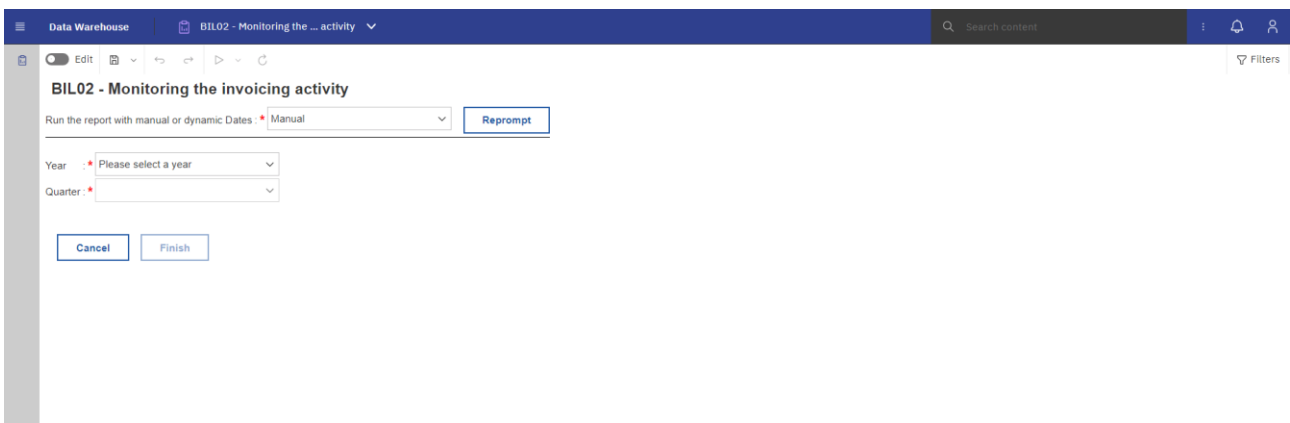 Data Warehouse BIL02 - Monitoring the ... activity Search content
Edit Filters
BIL02 - Monitoring the invoicing activity
Run the report with manual or dynamic Dates : * Manual Reprompt
Year : * Please select a year
Quarter : *
Cancel Finish